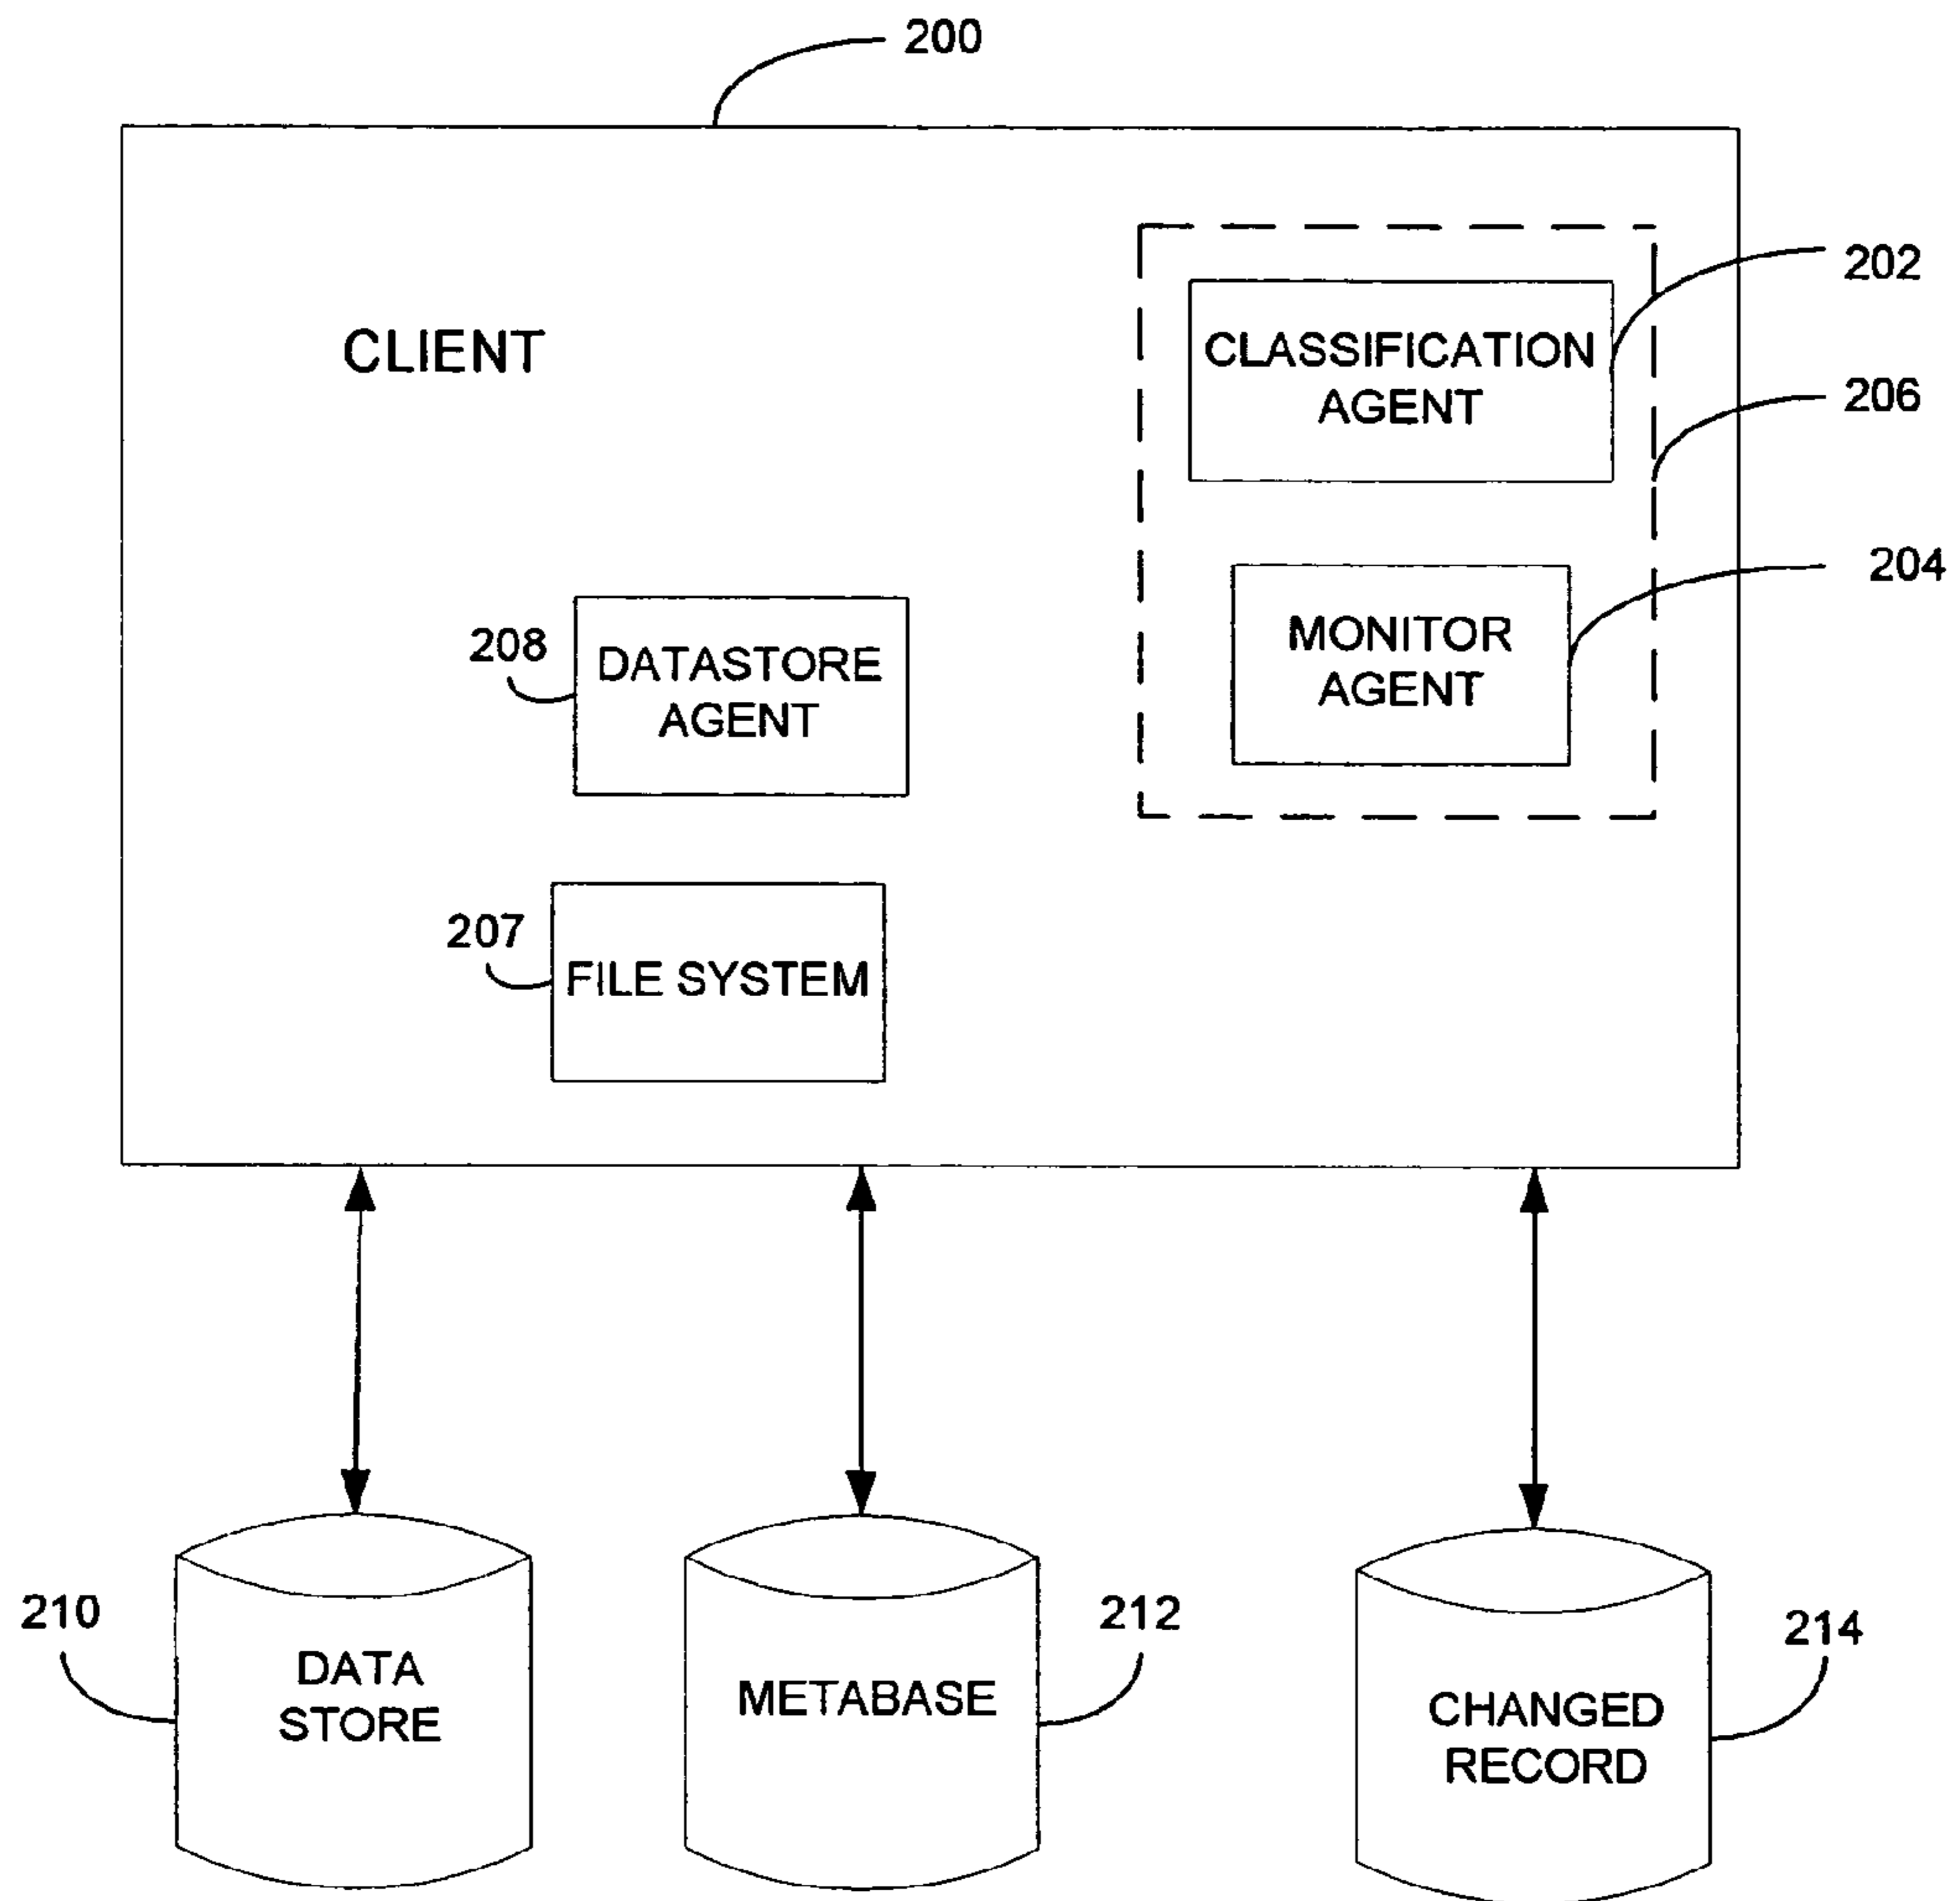 200
202
CLIENT
CLASSIFICATION
AGENT
206
204
MONITOR
AGENT
208
DATASTORE
AGENT
207
FILE SYSTEM
210
DATA
STORE
212
METABASE
214
CHANGED
RECORD